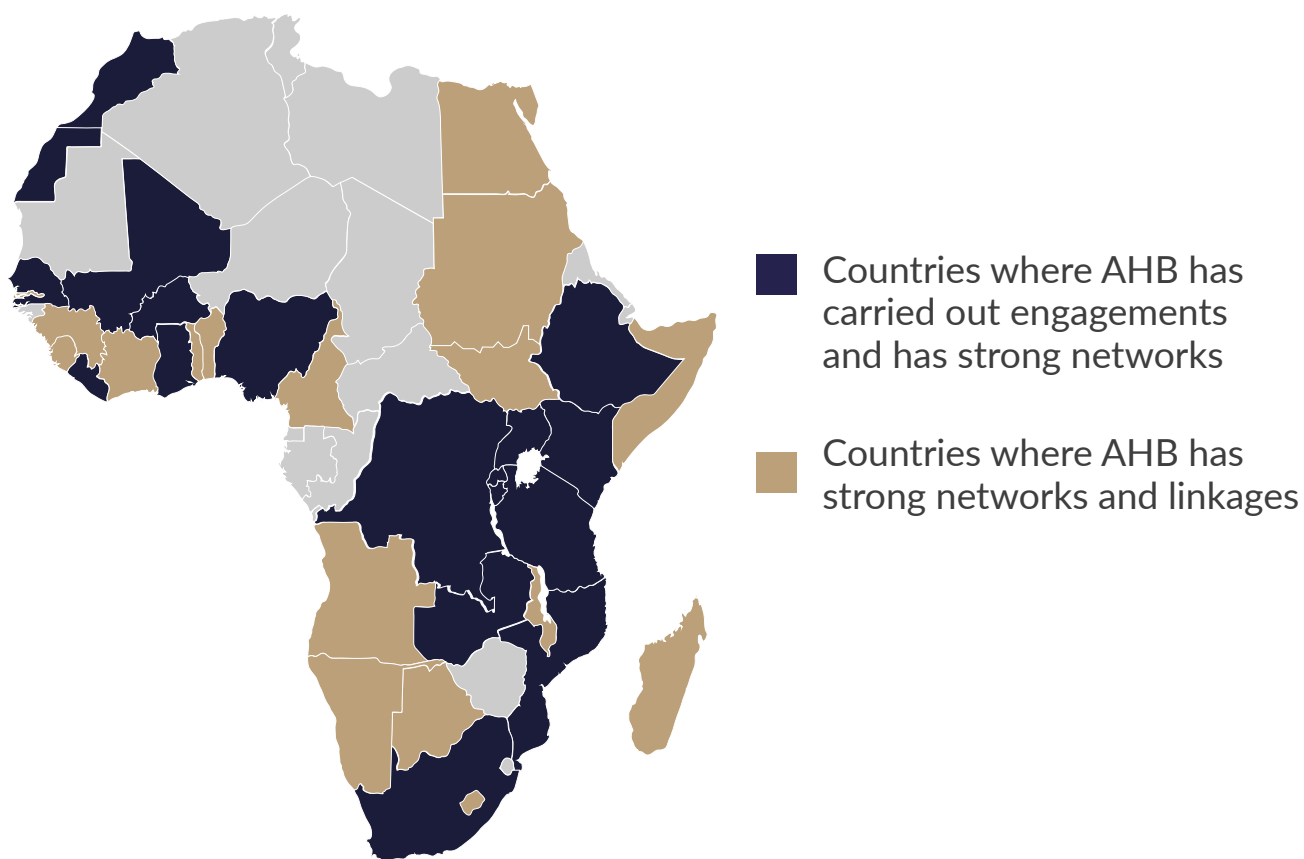 Countries where AHB has
carried out engagements
and has strong networks
Countries where AHB has
strong networks and linkages